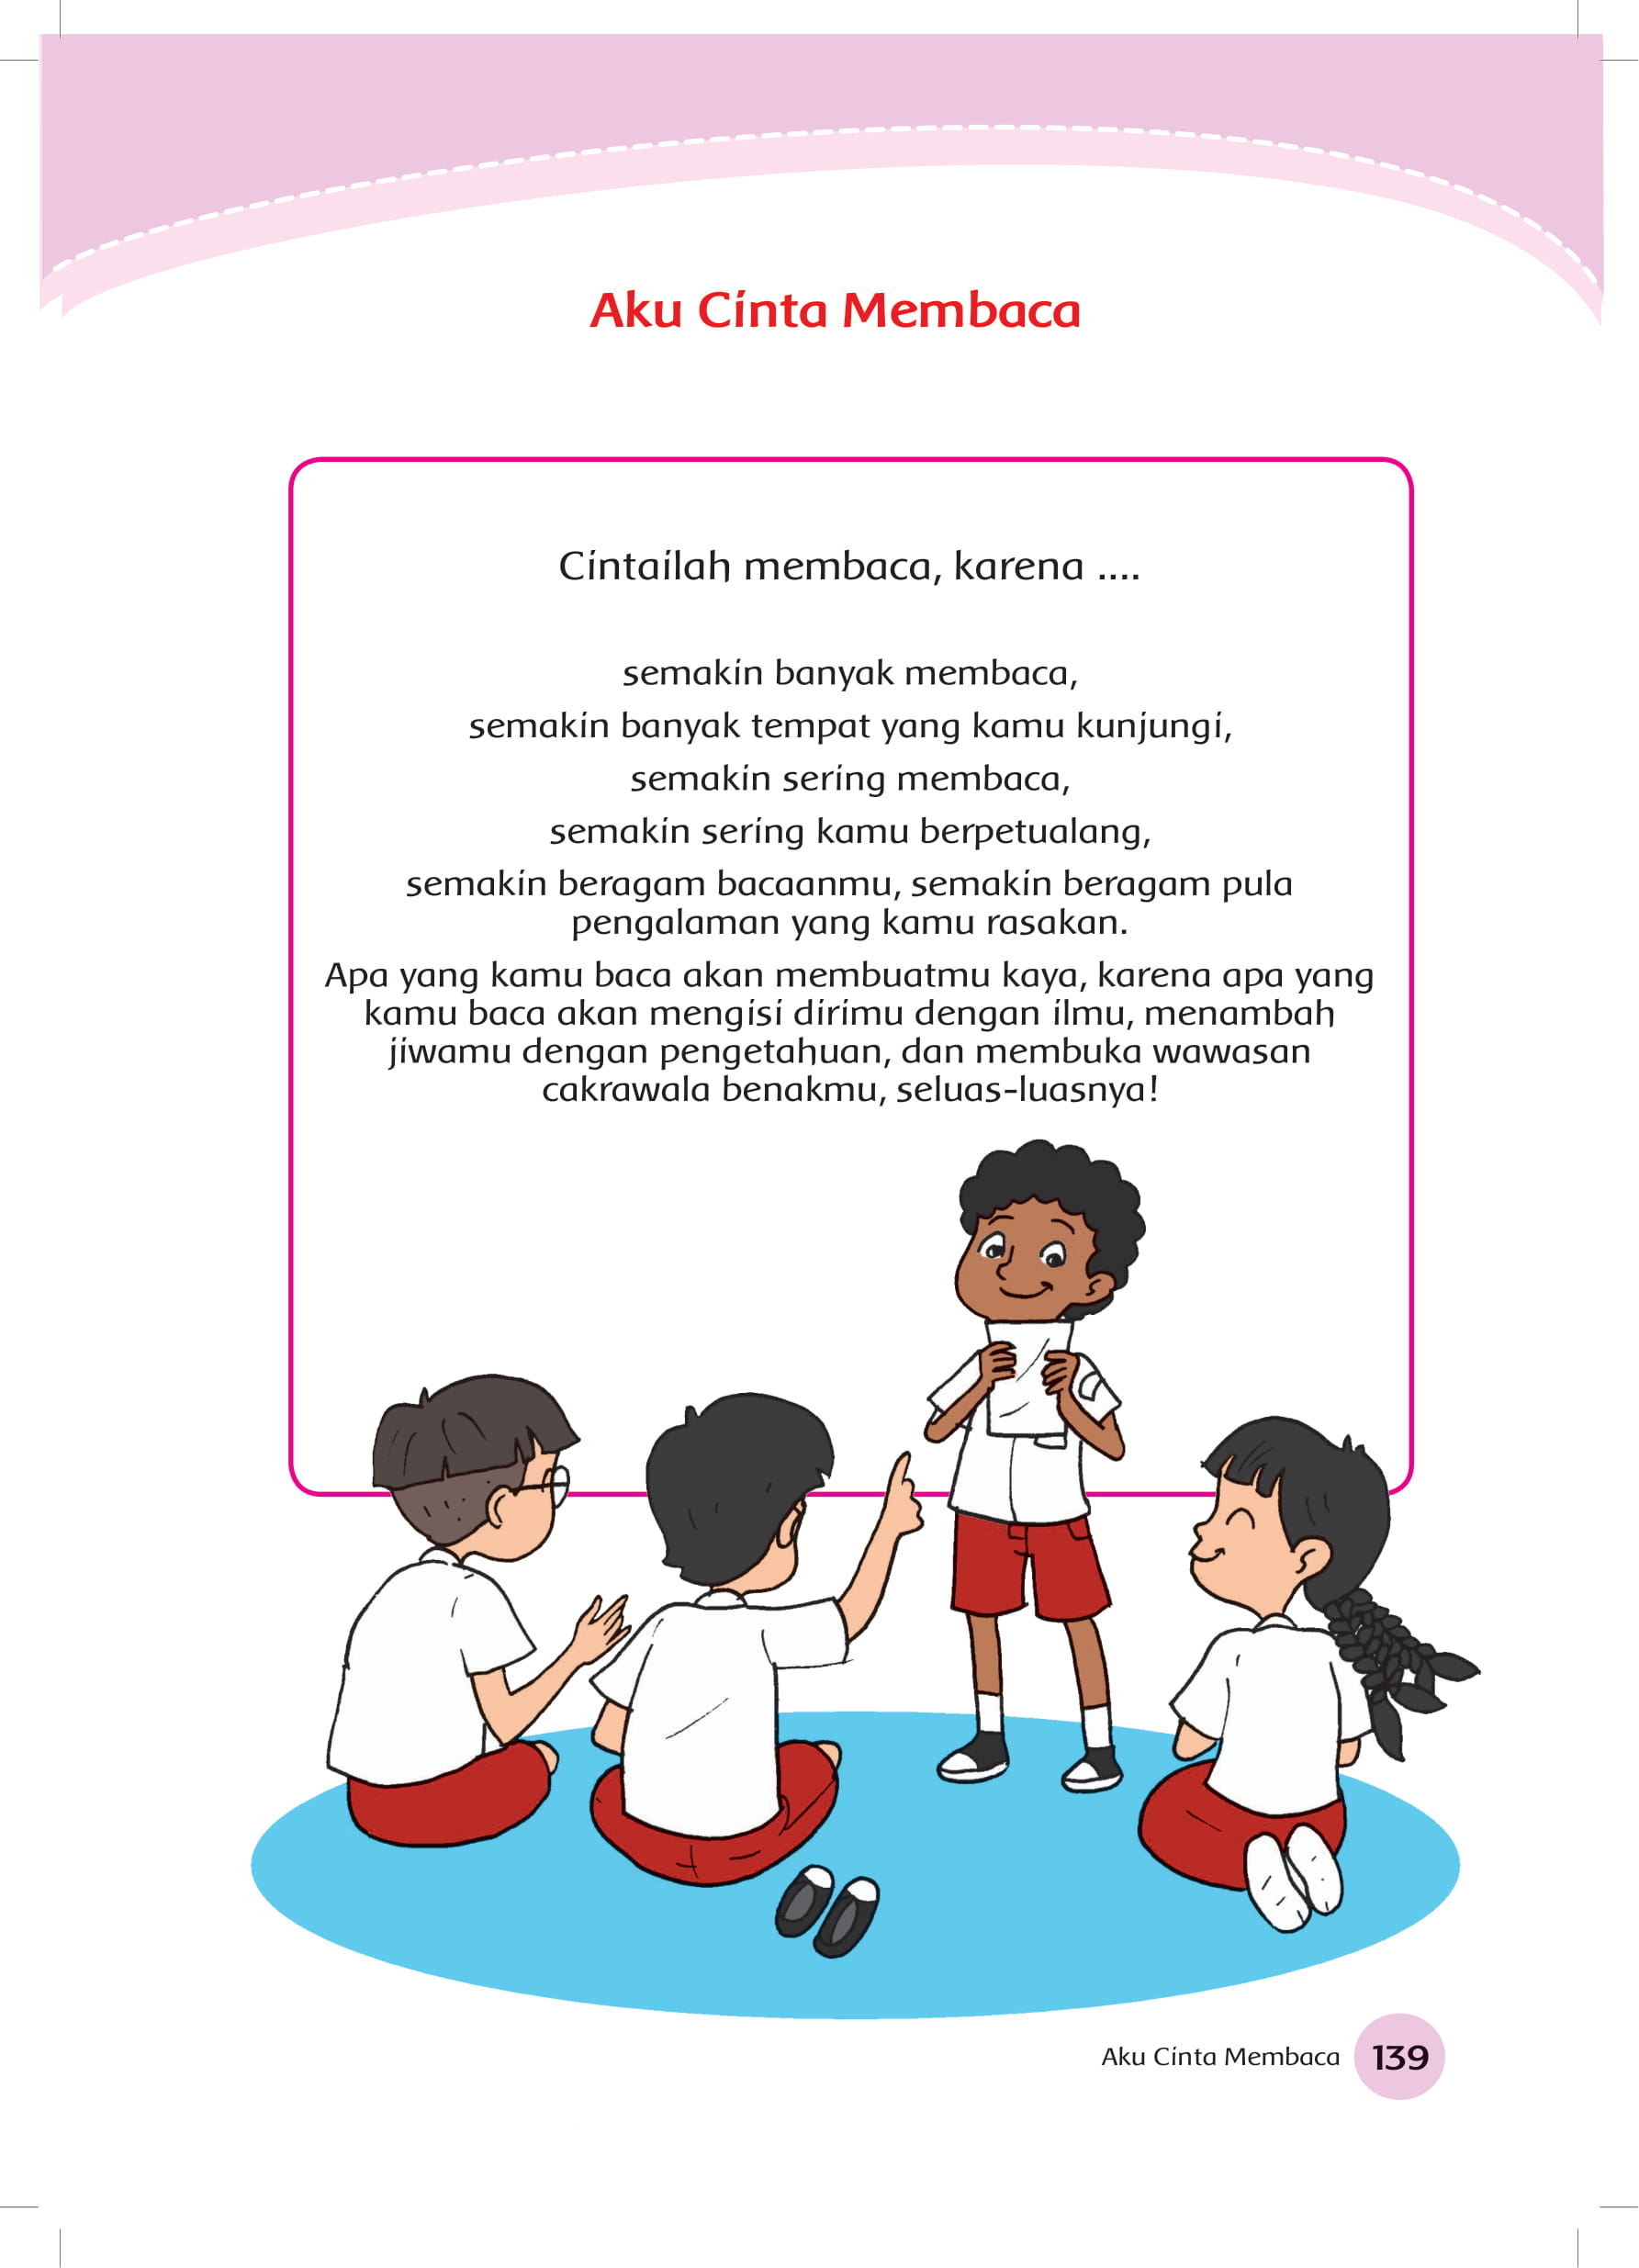 Aku Cinta Membaca
Cintailah membaca, karena ....
semakin banyak membaca,
semakin banyak tempat yang kamu kunjungi,
semakin sering membaca,
semakin sering kamu berpetualang,
semakin beragam bacaanmu, semakin beragam pula
pengalaman yang kamu rasakan.
Apa yang kamu baca akan membuatmu kaya, karena apa yang
kamu baca akan mengisi dirimu dengan ilmu, menambah
jiwamu dengan pengetahuan, dan membuka wawasan
cakrawala benakmu, seluas-luasnya!
Aku Cinta Membaca 139